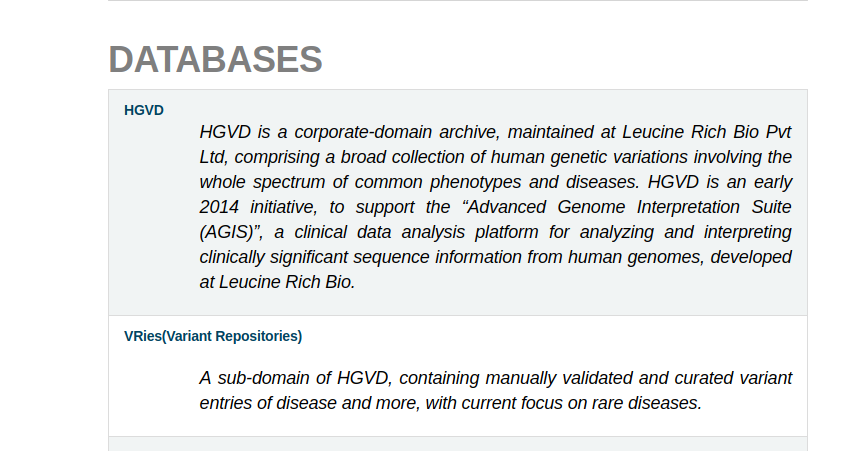 DATABASES
HGVD
HGVD is a corporate-domain archive, maintained at Leucine Rich Bio Pvt
Ltd, comprising a broad collection of human genetic variations involving the
whole spectrum of common phenotypes and diseases. HGVD is an early
2014 initiative, to support the “Advanced Genome Interpretation Suite
(AGIS)”, a clinical data analysis platform for analyzing and interpreting
clinically significant sequence information from human genomes, developed
at Leucine Rich Bio.
VRies(Variant Repositories)
A sub-domain of HGVD, containing manually validated and curated variant
entries of disease and more, with current focus on rare diseases.